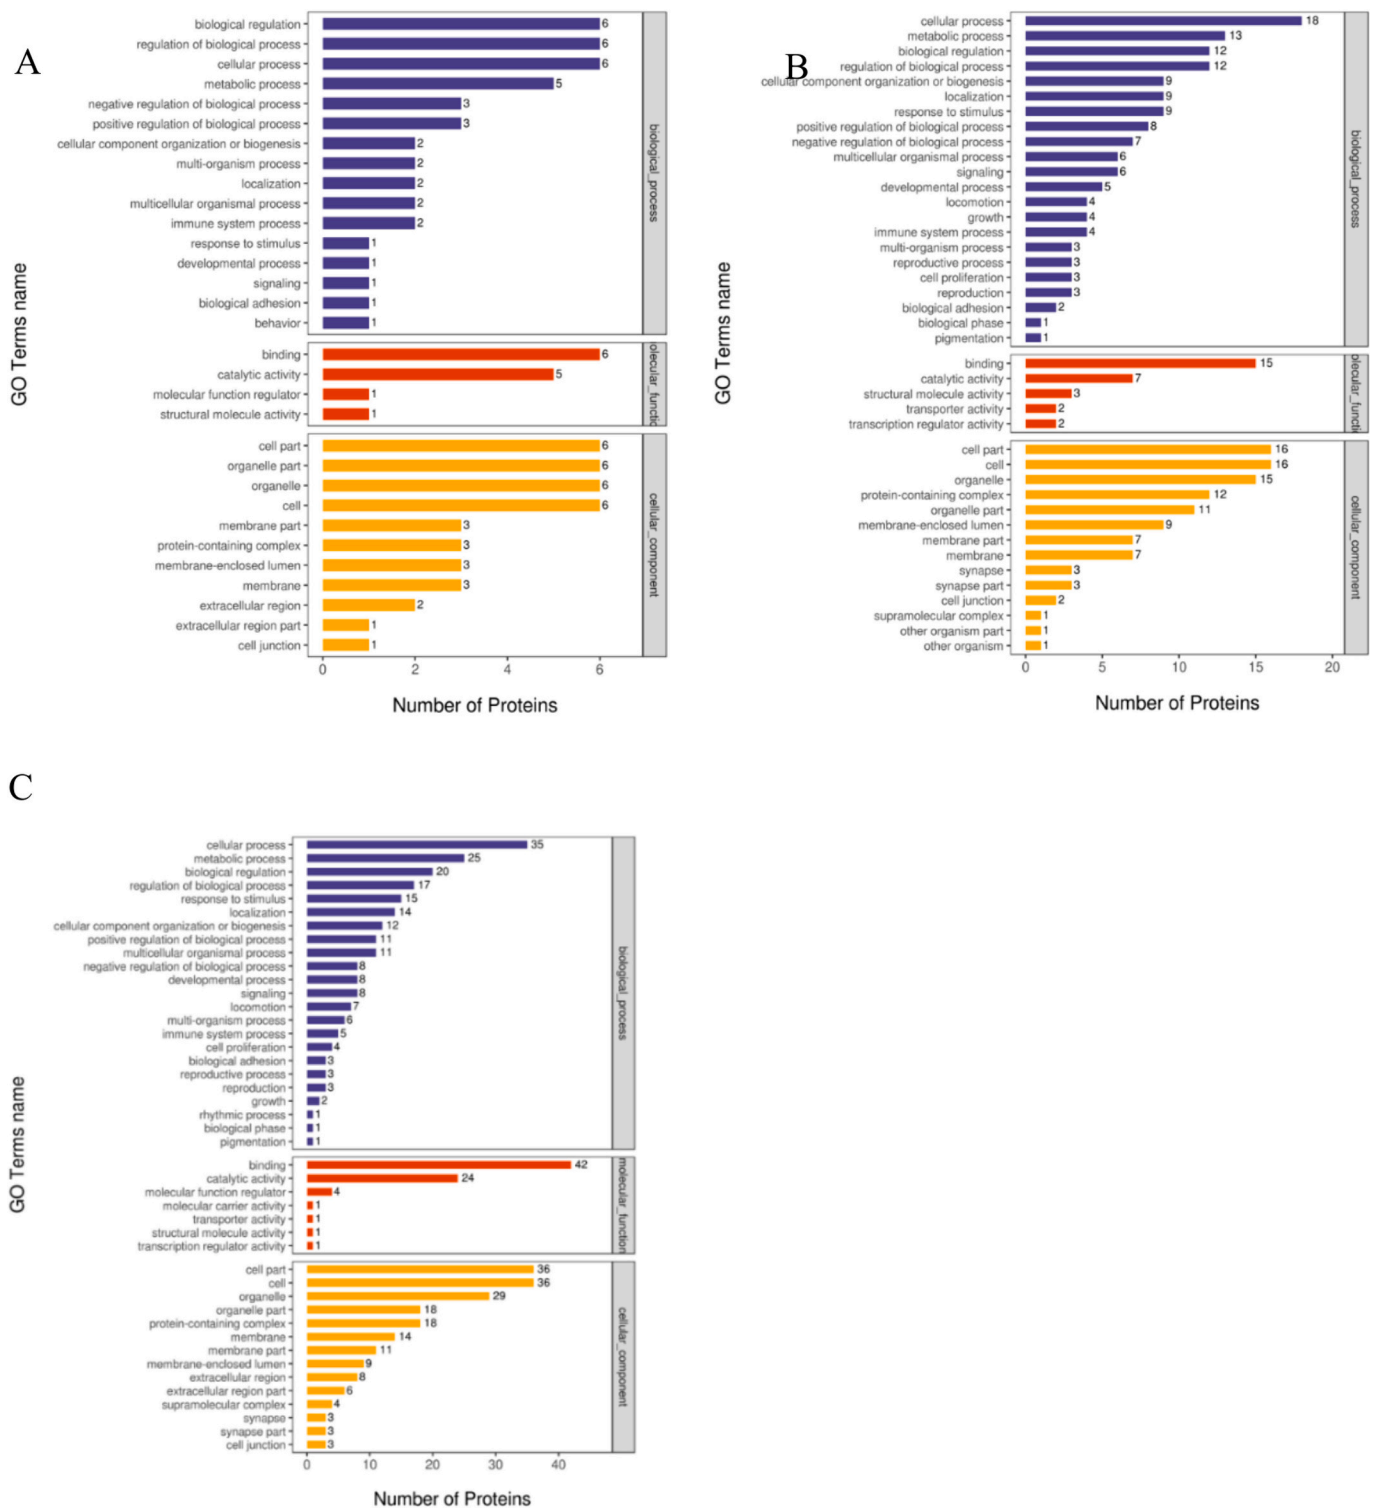 A
GO Terms name
biological regulation 6
regulation of biological process 6
cellular process 6
metabolic process 5
negative regulation of biological process 3
positive regulation of biological process 3
cellular component organization or biogenesis 2
multi-organism process 2
localization 2
multicellular organismal process 2
immune system process 2
response to stimulus 1
developmental process 1
signaling 1
biological adhesion 1
behavior 1
biological_process
binding 6
catalytic activity 5
molecular function regulator 1
structural molecule activity 1
olecular_functio
cell part 6
organelle part 6
organelle 6
cell 6
membrane part 3
protein-containing complex 3
membrane-enclosed lumen 3
membrane 3
extracellular region 2
extracellular region part 1
cell junction 1
cellular_component
0 2 4 6
Number of Proteins
B
GO Terms name
cellular process 18
metabolic process 13
biological regulation 12
regulation of biological process 12
cellular component organization or biogenesis 9
localization 9
response to stimulus 9
positive regulation of biological process 8
negative regulation of biological process 7
multicellular organismal process 6
signaling 6
developmental process 5
locomotion 4
growth 4
immune system process 4
multi-organism process 3
reproductive process 3
cell proliferation 3
reproduction 3
biological adhesion 2
biological phase 1
pigmentation 1
biological_process
binding 15
catalytic activity 7
structural molecule activity 3
transporter activity 2
transcription regulator activity 2
olecular_functi
cell part 16
cell 16
organelle 15
protein-containing complex 12
organelle part 11
membrane-enclosed lumen 9
membrane part 7
membrane 7
synapse 3
synapse part 3
cell junction 2
supramolecular complex 1
other organism part 1
other organism 1
cellular_component
0 5 10 15 20
Number of Proteins
C
GO Terms name
cellular process 35
metabolic process 25
biological regulation 20
regulation of biological process 17
response to stimulus 15
localization 14
cellular component organization or biogenesis 12
positive regulation of biological process 11
multicellular organismal process 11
negative regulation of biological process 8
developmental process 8
signaling 8
locomotion 7
multi-organism process 6
immune system process 5
cell proliferation 4
biological adhesion 3
reproductive process 3
reproduction 3
growth 2
rhythmic process 1
biological phase 1
pigmentation 1
biological_process
binding 42
catalytic activity 24
molecular function regulator 4
molecular carrier activity 1
transporter activity 1
structural molecule activity 1
transcription regulator activity 1
molecular_function
cell part 36
cell 36
organelle 29
organelle part 18
protein-containing complex 18
membrane 14
membrane part 11
membrane-enclosed lumen 9
extracellular region 8
extracellular region part 6
supramolecular complex 4
synapse 3
synapse part 3
cell junction 3
cellular_component
0 10 20 30 40
Number of Proteins